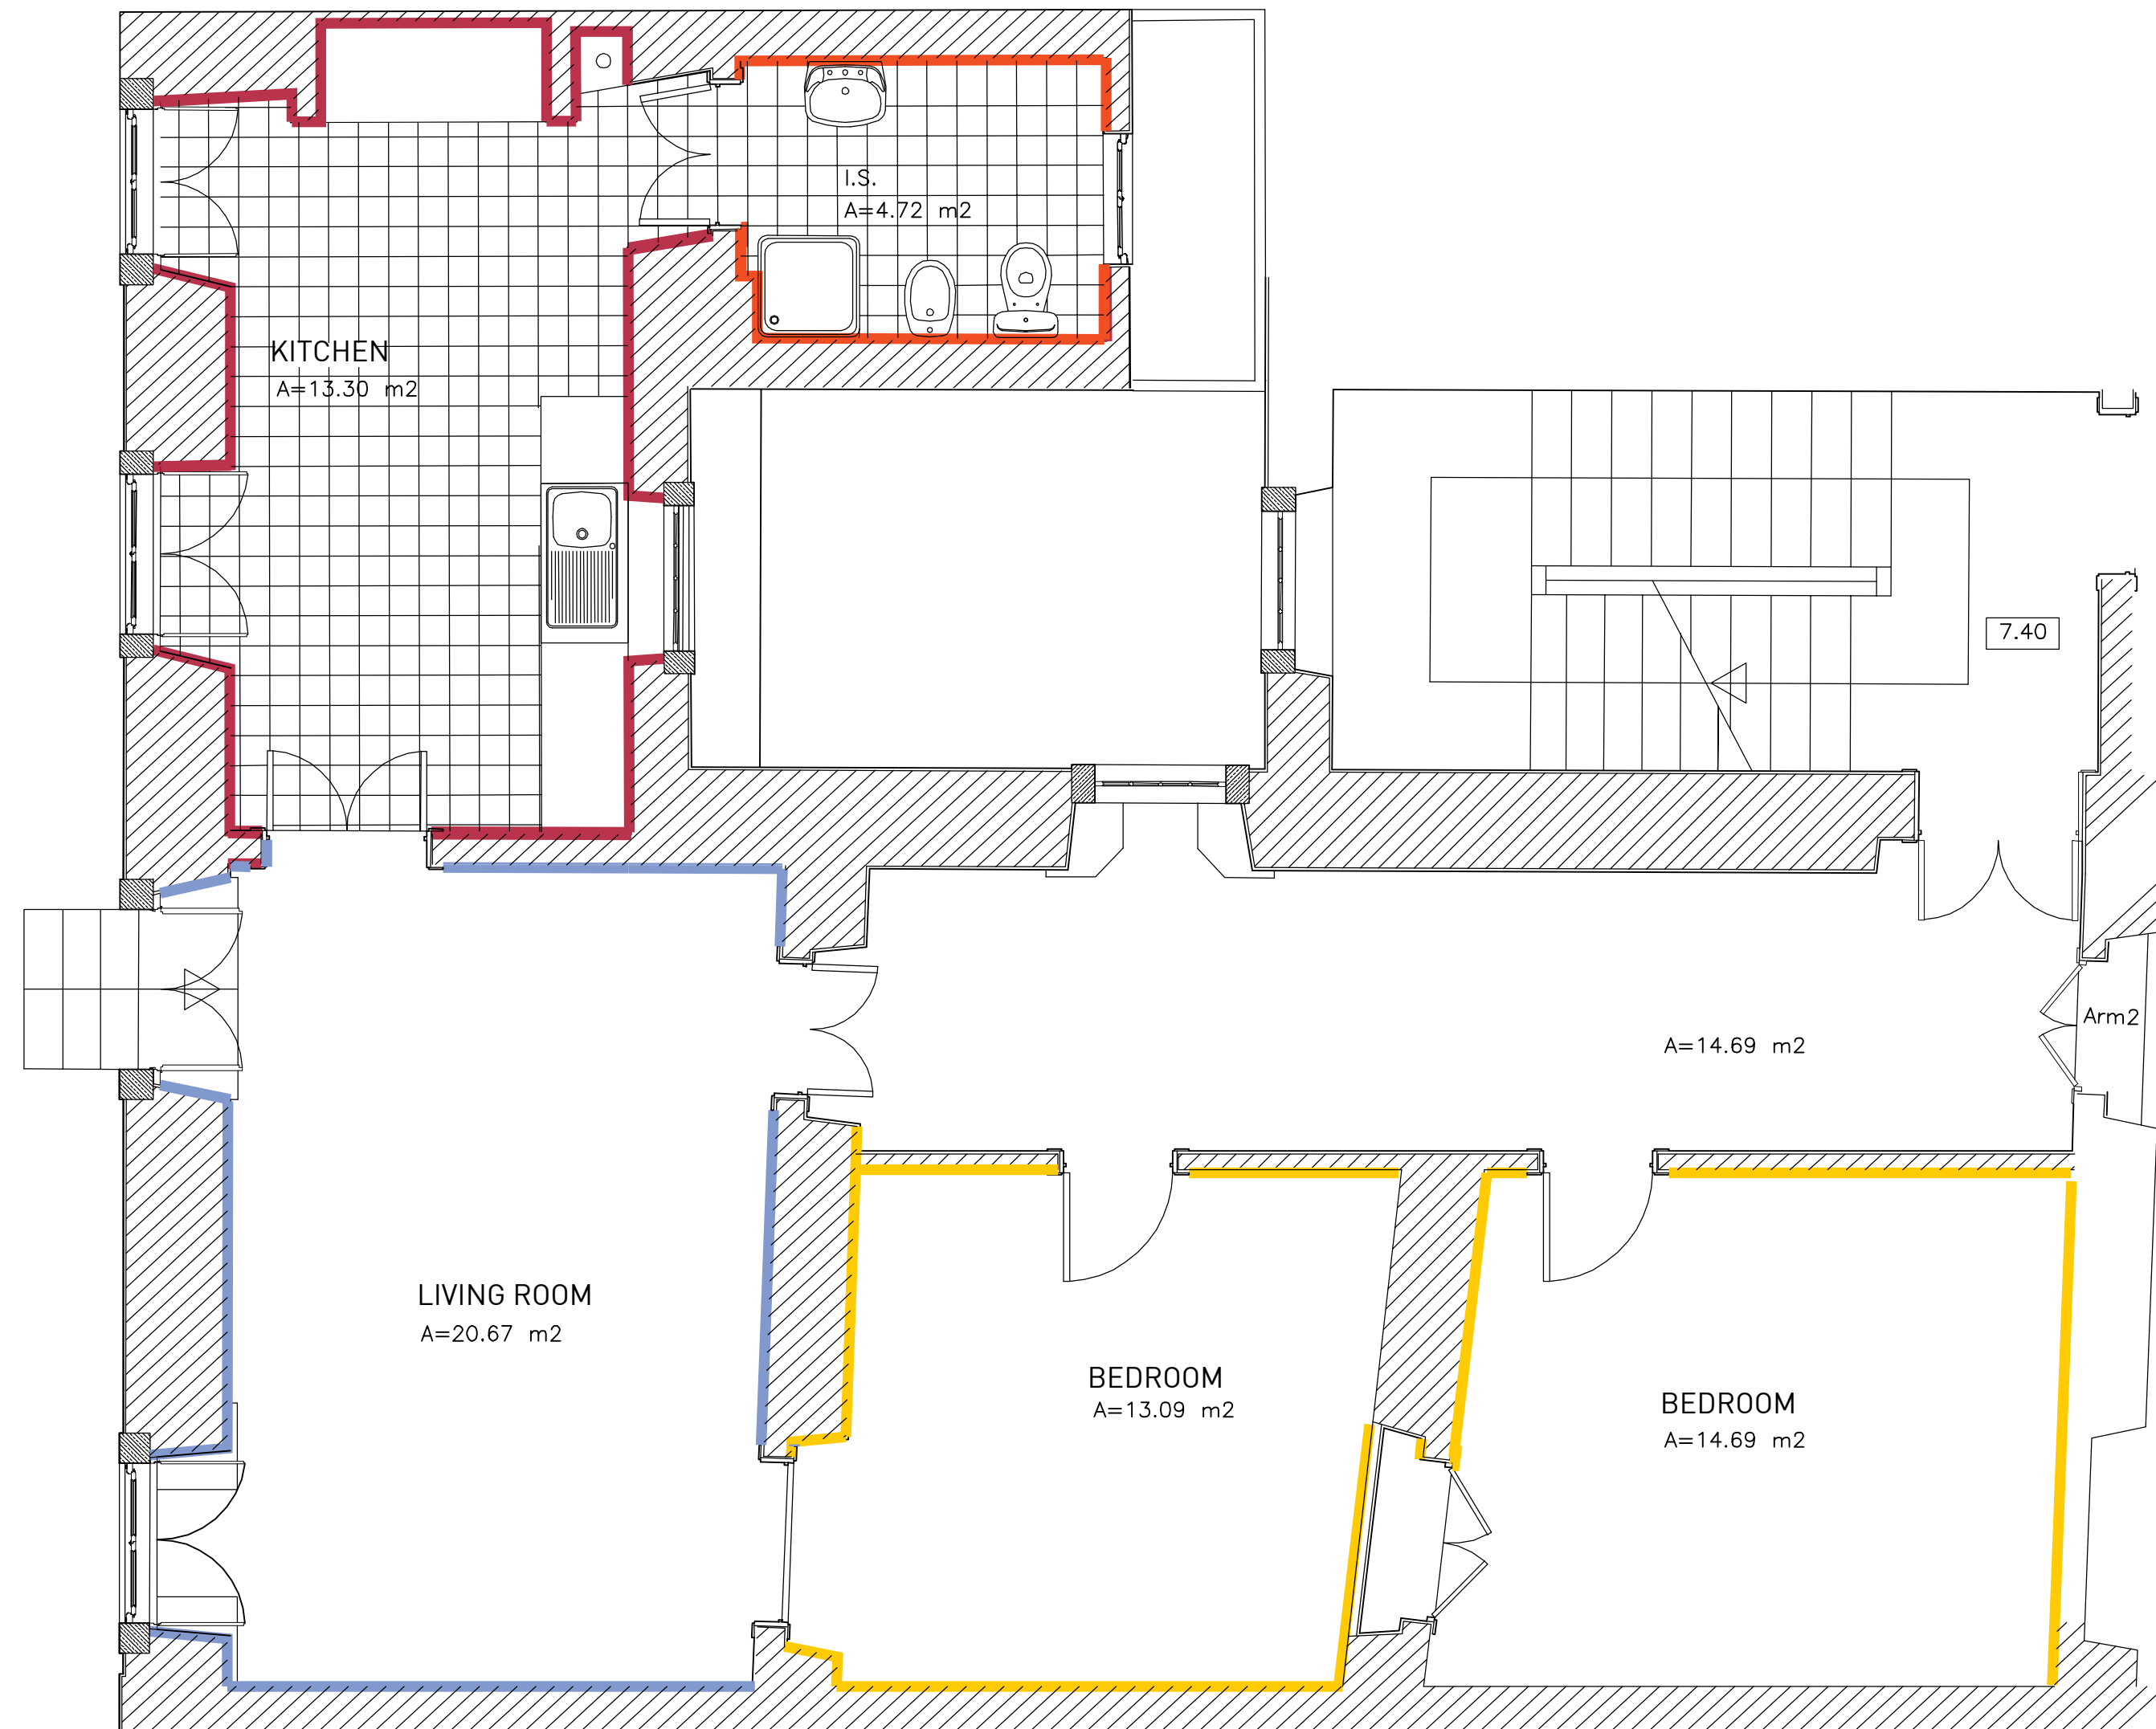 I.S.
A=4.72 m2
KITCHEN
A=13.30 m2
7.40
Arm2
A=14.69 m2
LIVING ROOM
A=20.67 m2
BEDROOM
A=13.09 m2
BEDROOM
A=14.69 m2